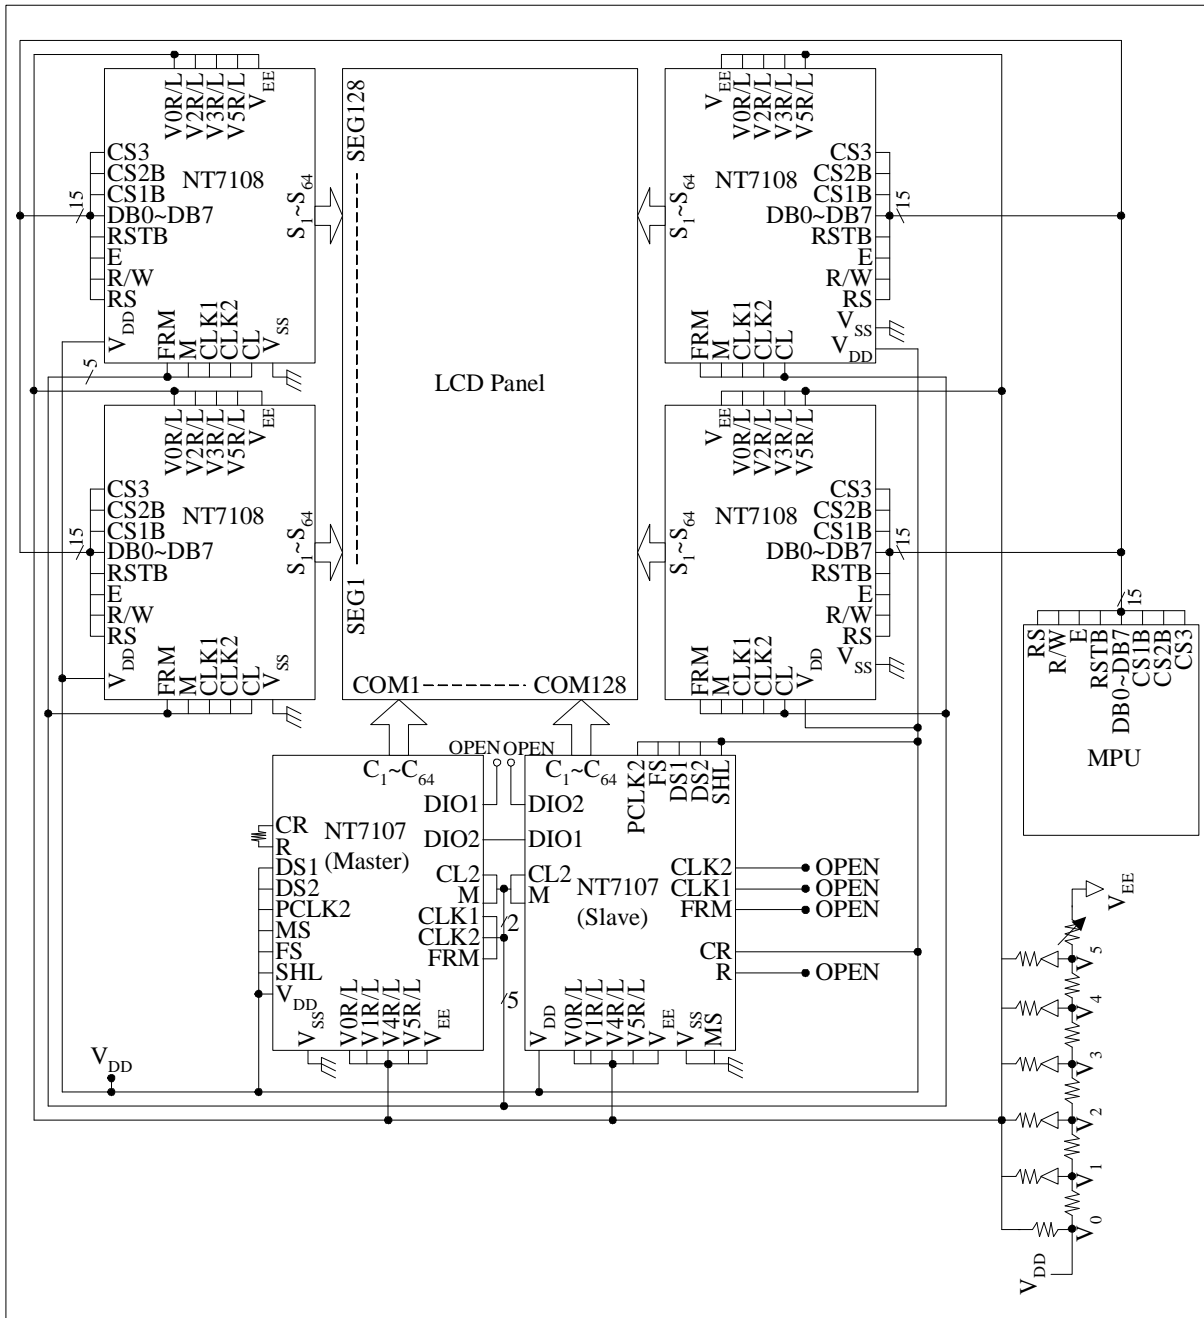 V0R/L
V2R/L
V3R/L
V5R/L
VEE
CS3
CS2B
CS1B
DB0~DB7
RSTB
E
R/W
RS
15
NT7108
S1~S64
VDD
FRM
M
CLK1
CLK2
CL
VSS
5
SEG128
SEG1
LCD Panel
COM1
COM128
VEE
V0R/L
V2R/L
V3R/L
V5R/L
CS3
CS2B
CS1B
DB0~DB7
RSTB
E
R/W
RS
VSS
VDD
15
NT7108
S1~S64
FRM
M
CLK1
CLK2
CL
V0R/L
V2R/L
V3R/L
V5R/L
VEE
CS3
CS2B
CS1B
DB0~DB7
RSTB
E
R/W
RS
15
NT7108
S1~S64
VDD
FRM
M
CLK1
CLK2
CL
VSS
VEE
V0R/L
V2R/L
V3R/L
V5R/L
CS3
CS2B
CS1B
DB0~DB7
RSTB
E
R/W
RS
VSS
15
NT7108
S1~S64
FRM
M
CLK1
CLK2
CL
VDD
15
RS
R/W
E
RSTB
DB0~DB7
CS1B
CS2B
CS3
MPU
OPEN
OPEN
C1~C64
DIO1
DIO2
NT7107
(Master)
CR
R
DS1
DS2
PCLK2
MS
FS
SHL
VDD
CL2
M
CLK1
CLK2
FRM
2
5
VSS
V0R/L
V1R/L
V4R/L
V5R/L
VEE
C1~C64
PCLK2
FS
DS1
DS2
SHL
DIO2
DIO1
CL2
M
NT7107
(Slave)
CLK2
OPEN
CLK1
OPEN
FRM
OPEN
CR
R
OPEN
VDD
V0R/L
V1R/L
V4R/L
V5R/L
VEE
VSS
MS
VDD
VEE
V5
V4
V3
V2
V1
V0
VDD